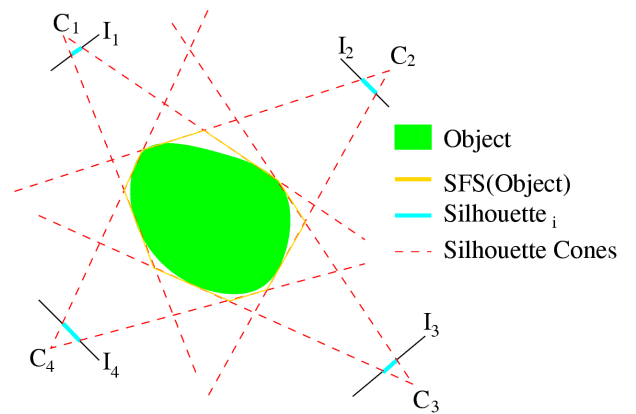 C1 I1
I2 C2
Object
SFS(Object)
Silhouette i
Silhouette Cones
I3
C3
C4 I4